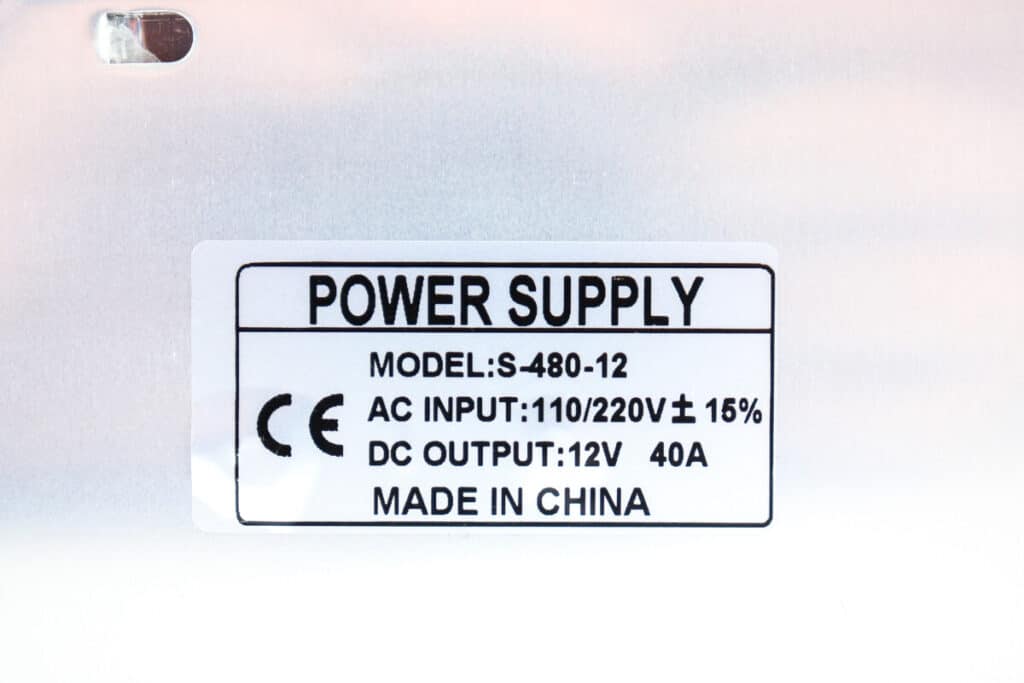 POWER SUPPLY
MODEL:S-480-12
CE AC INPUT:110/220V ± 15%
DC OUTPUT:12V 40A
MADE IN CHINA